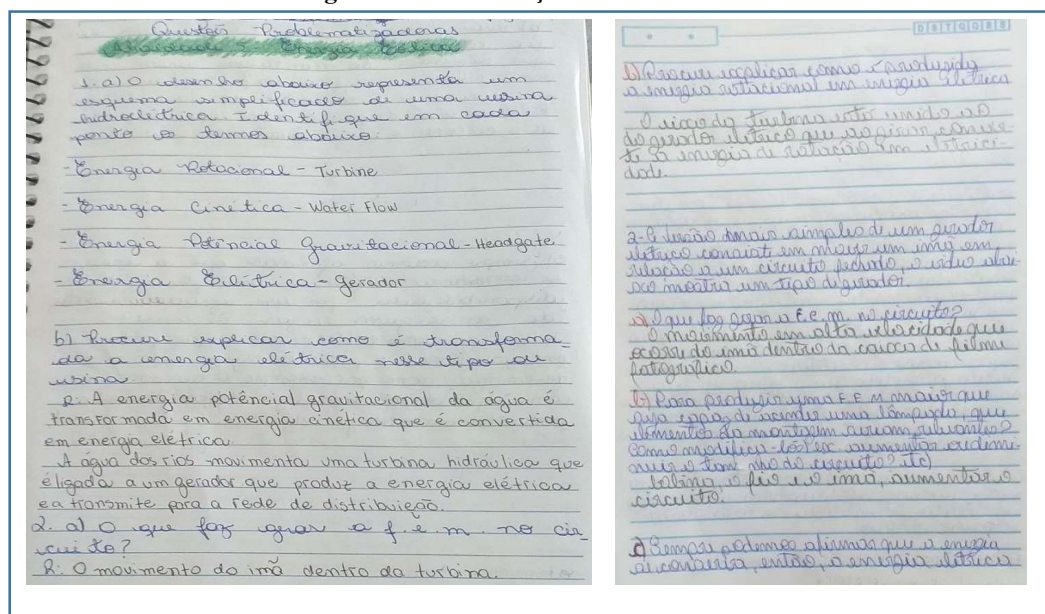 Questões Problematizadoras
Atividade 5 Energia Eólica
1. a) O desenho abaixo representa um
esquema simplificado de uma usina
hidroelétrica. Identifique em cada
ponto os termos abaixo:
- Energia Rotacional - Turbine
- Energia Cinética - Water Flow
- Energia Potencial Gravitacional - Headgate
- Energia Elétrica - gerador
b) Procure explicar como é transforma-
da a energia elétrica nesse tipo de
usina.
R: A energia potêncial gravitacional da água é
transformada em energia cinética que é convertida
em energia elétrica.
A água dos rios movimenta uma turbina hidráulica que
é ligada a um gerador que produz a energia elétrica
e a transmite para a rede de distribuição.
2. a) O que faz gerar a f.e.m. no cir-
cuito?
R: O movimento do imã dentro da turbina.
D S T Q Q S S
b) Procure explicar como é produzida
a energia rotacional em energia elétrica
O eixo da turbina está unido ao
do gerador elétrico que ao girar conver-
te a energia de rotação em eletrici-
dade.
2- A versão mais simples de um gerador
elétrico consiste em mover um imã em
relação a um circuito fechado, o vídeo aba-
ixo mostra um tipo de gerador.
a) O que faz gerar a f.e.m. no circuito?
O movimento em alta velocidade que
ocorre do imã dentro da caixa de filme
fotográfico.
b) Para produzir uma F.E.M maior que
seja capaz de acender uma lâmpada, que
elementos da montagem seriam relevantes?
Como modificá-los? (ex: aumentar ou dimi-
nuir o tamanho do circuito? etc)
bobina, o fio e o imã, aumentar o
circuito.
Sempre podemos afirmar que a energia
se conserva, então, a energia elétrica